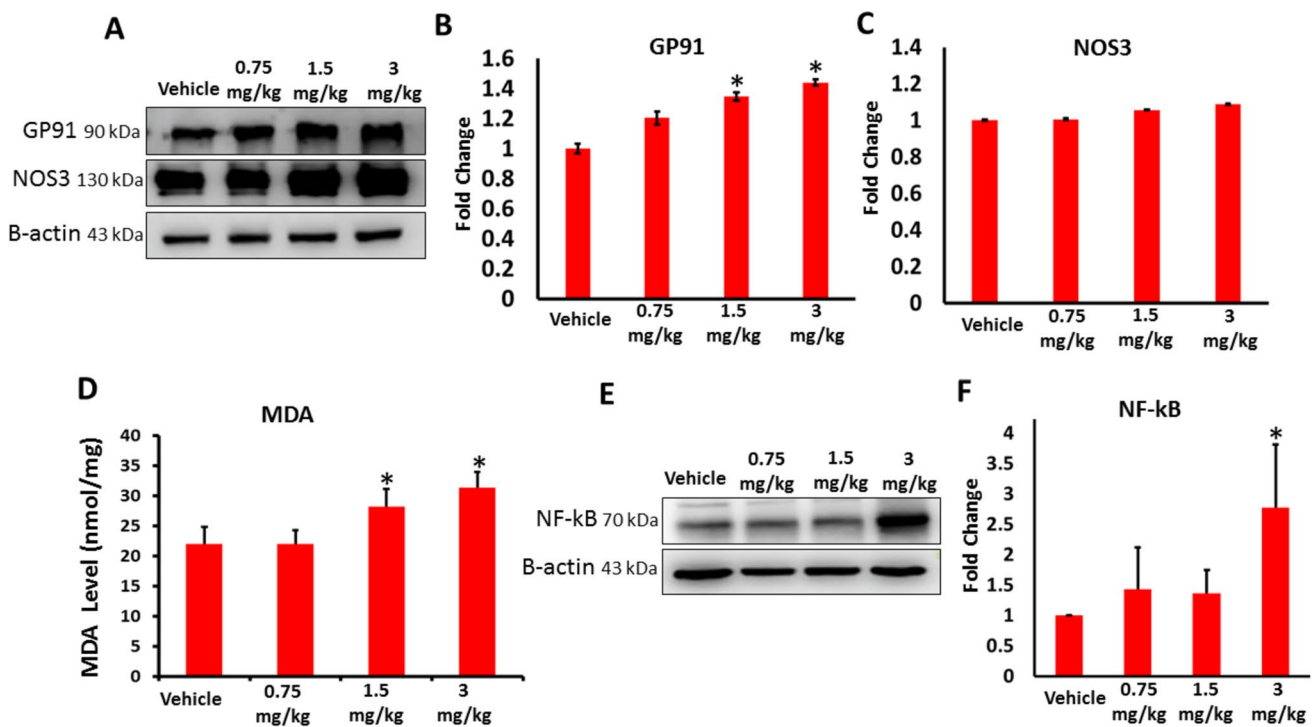 A
Vehicle
0.75
mg/kg
1.5
mg/kg
3
mg/kg
GP91 90 kDa
NOS3 130 kDa
B-actin 43 kDa
B
GP91
Fold Change
1.6
1.4
1.2
1
0.8
0.6
0.4
0.2
0
*
*
Vehicle
0.75
mg/kg
1.5
mg/kg
3
mg/kg
C
NOS3
Fold Change
1.4
1.2
1
0.8
0.6
0.4
0.2
0
Vehicle
0.75
mg/kg
1.5
mg/kg
3
mg/kg
D
MDA
MDA Level (nmol/mg)
40
35
30
25
20
15
10
5
0
*
*
Vehicle
0.75
mg/kg
1.5
mg/kg
3
mg/kg
E
Vehicle
0.75
mg/kg
1.5
mg/kg
3
mg/kg
NF-kB 70 kDa
B-actin 43 kDa
F
NF-kB
Fold Change
4
3.5
3
2.5
2
1.5
1
0.5
0
*
Vehicle
0.75
mg/kg
1.5
mg/kg
3
mg/kg